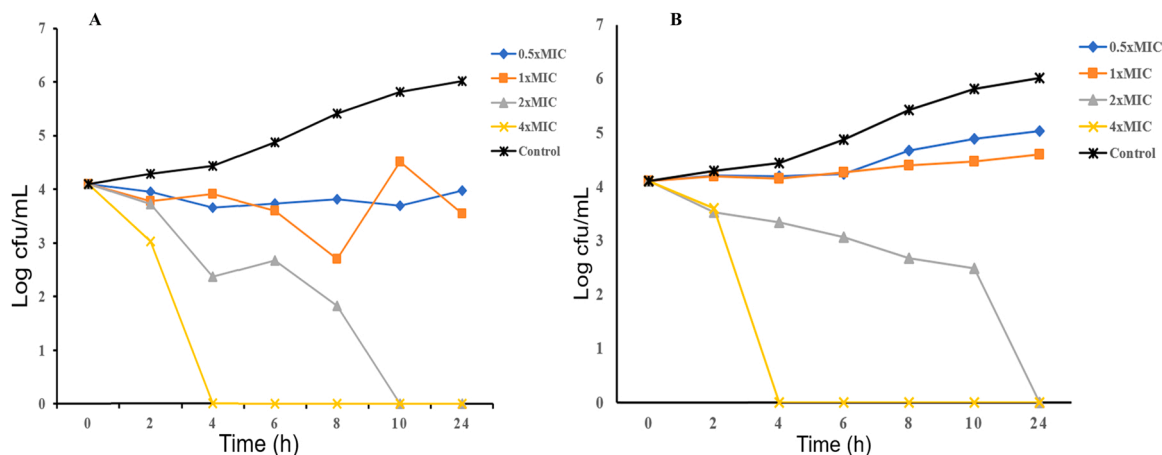 A
7
6
5
4
3
2
1
0
Log cfu/mL
0 2 4 6 8 10 24
Time (h)
0.5xMIC
1xMIC
2xMIC
4xMIC
Control
B
7
6
5
4
3
2
1
0
Log cfu/mL
0 2 4 6 8 10 24
Time (h)
0.5xMIC
1xMIC
2xMIC
4xMIC
Control